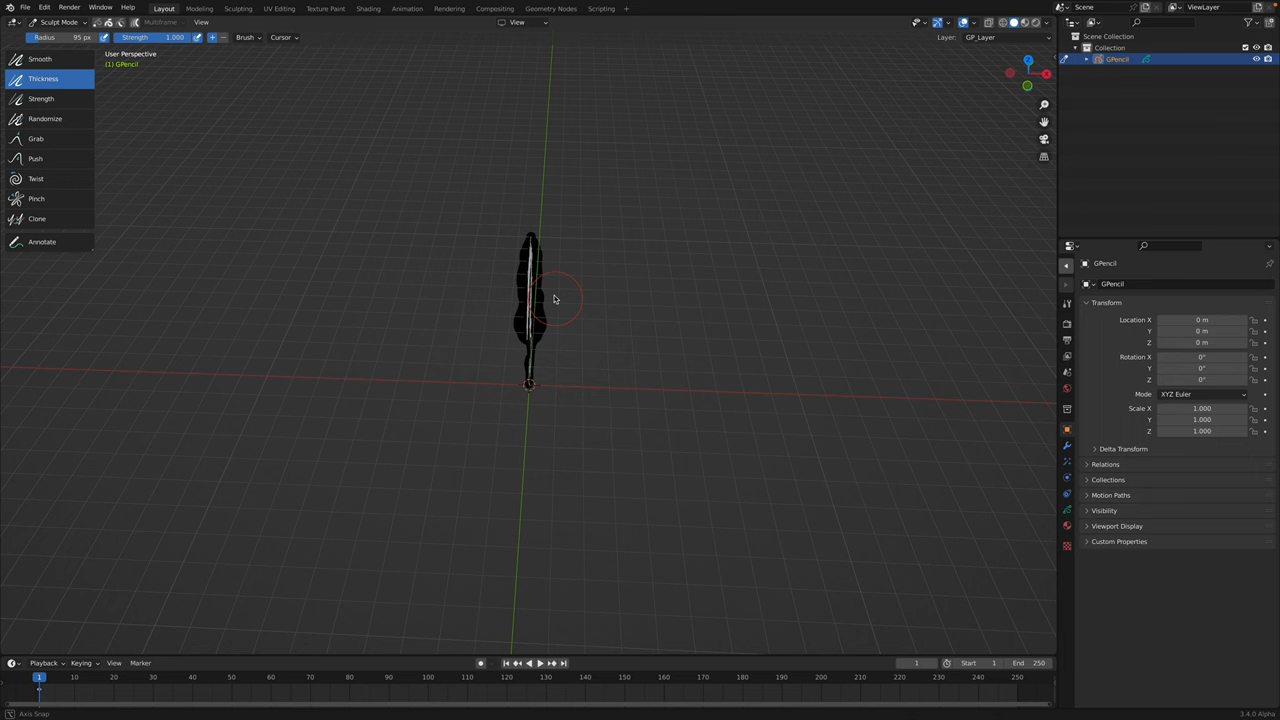 File Edit Render Window Help Layout Modeling Sculpting UV Editing Texture Paint Shading Animation Rendering Compositing Geometry Nodes Scripting + Scene ViewLayer
Sculpt Mode Multiframe View View
Radius 95 px Strength 1.000 + − Brush Cursor Layer: GP_Layer
Smooth
Thickness
Strength
Randomize
Grab
Push
Twist
Pinch
Clone
Annotate
User Perspective
(1) GPencil
Z
X
Scene Collection
Collection
GPencil
GPencil
GPencil
Transform
Location X 0 m
Y 0 m
Z 0 m
Rotation X 0°
Y 0°
Z 0°
Mode XYZ Euler
Scale X 1.000
Y 1.000
Z 1.000
Delta Transform
Relations
Collections
Motion Paths
Visibility
Viewport Display
Custom Properties
Playback Keying View Marker 1 Start 1 End 250
1 10 20 30 40 50 60 70 80 90 100 110 120 130 140 150 160 170 180 190 200 210 220 230 240 250
Axis Snap 3.4.0 Alpha